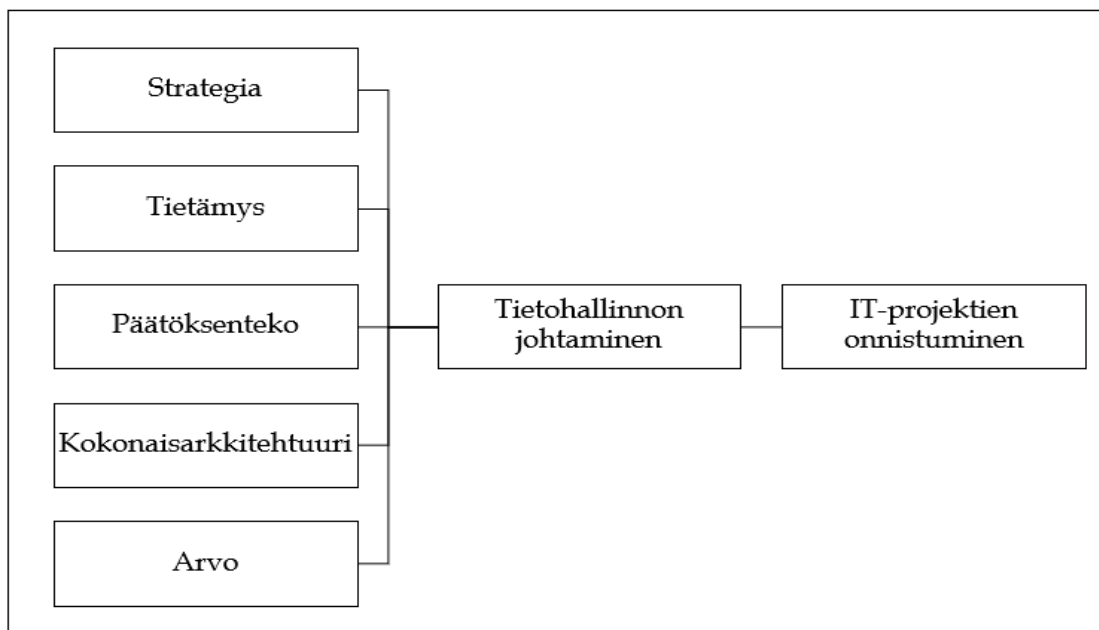 Strategia
Tietämys
Päätöksenteko
Kokonaisarkkitehtuuri
Arvo
Tietohallinnon
johtaminen
IT-projektien
onnistuminen